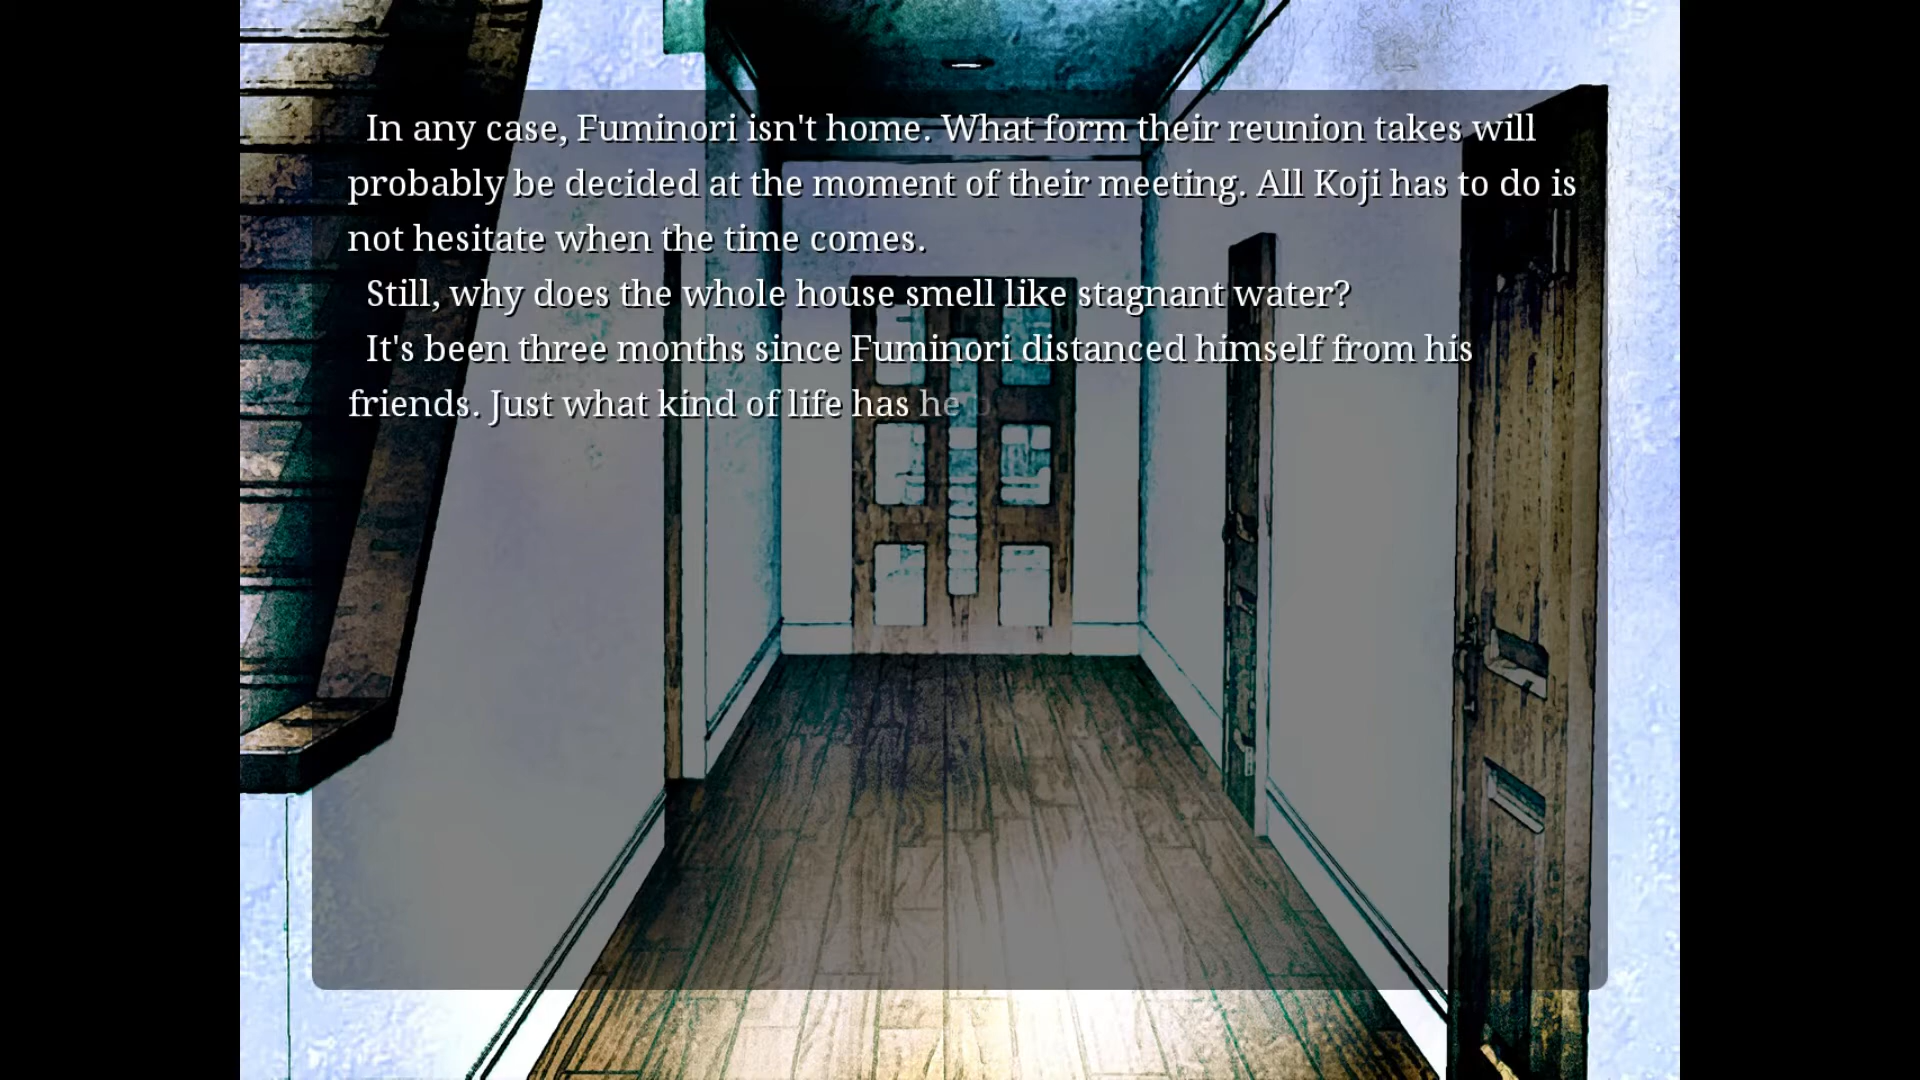 In any case, Fuminori isn't home. What form their reunion takes will
probably be decided at the moment of their meeting. All Koji has to do is
not hesitate when the time comes.
Still, why does the whole house smell like stagnant water?
It's been three months since Fuminori distanced himself from his
friends. Just what kind of life has he